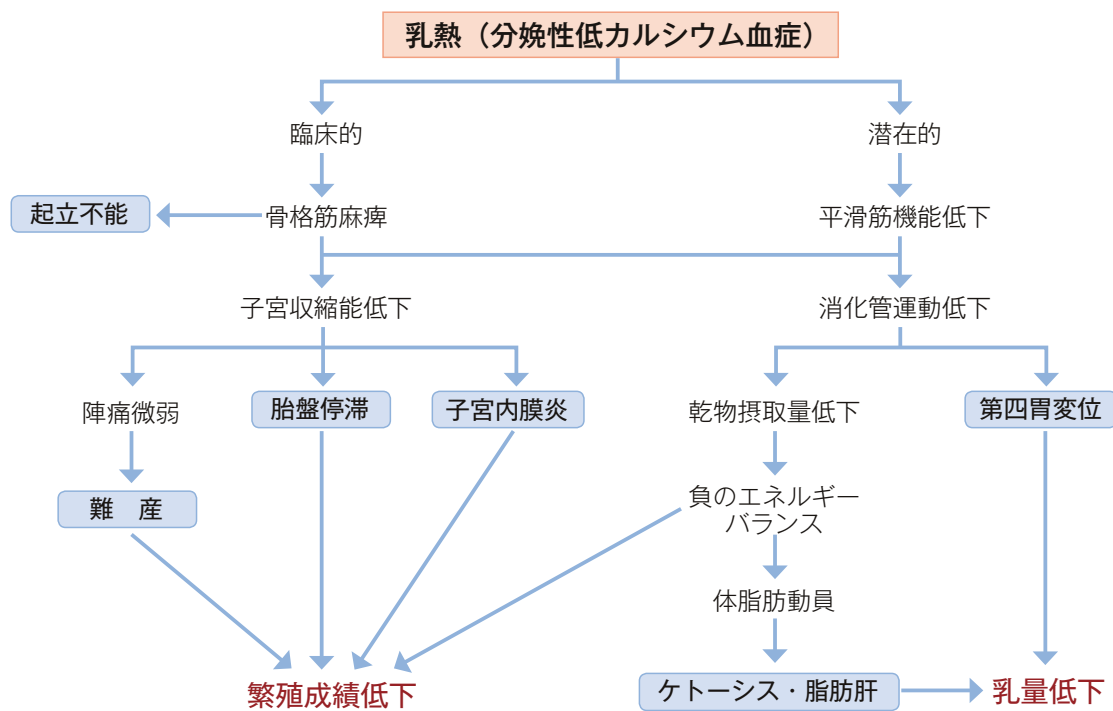 乳熱（分娩性低カルシウム血症）
臨床的
潜在的
起立不能
骨格筋麻痺
平滑筋機能低下
子宮収縮能低下
消化管運動低下
陣痛微弱
胎盤停滞
子宮内膜炎
乾物摂取量低下
第四胃変位
難　産
負のエネルギー
バランス
体脂肪動員
繁殖成績低下
ケトーシス・脂肪肝
乳量低下